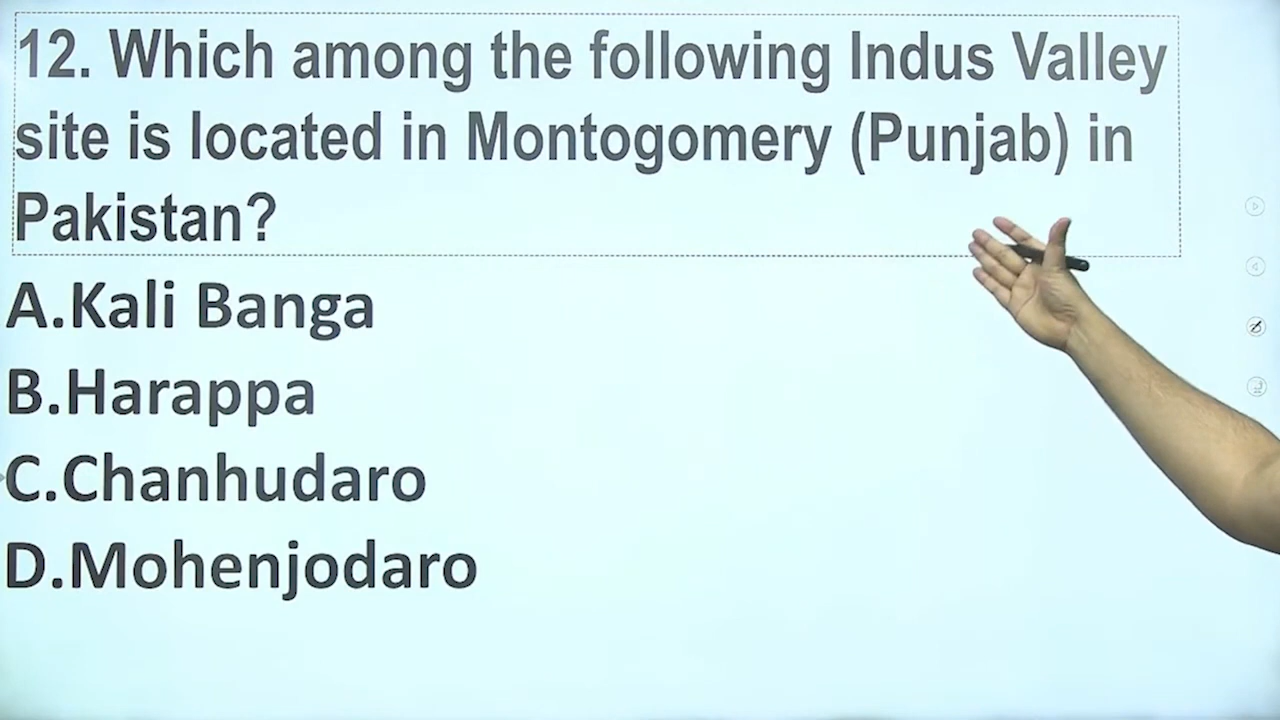 12. Which among the following Indus Valley
site is located in Montogomery (Punjab) in
Pakistan?
A.Kali Banga
B.Harappa
C.Chanhudaro
D.Mohenjodaro